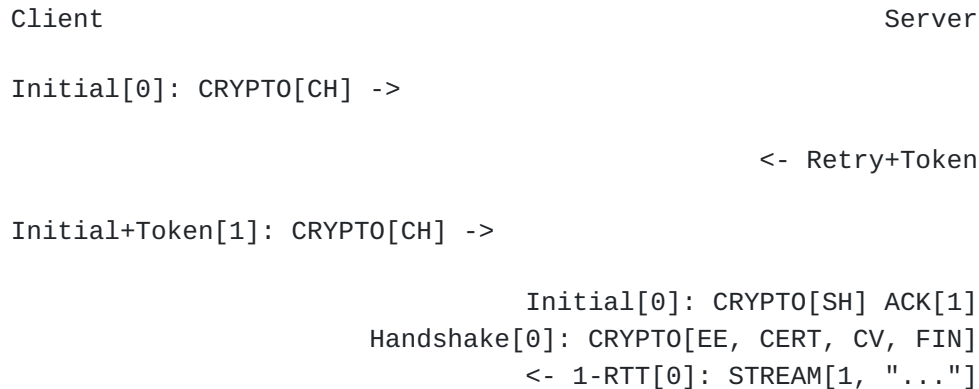 Client Server
Initial[0]: CRYPTO[CH] ->
<- Retry+Token
Initial+Token[1]: CRYPTO[CH] ->
Initial[0]: CRYPTO[SH] ACK[1]
Handshake[0]: CRYPTO[EE, CERT, CV, FIN]
<- 1-RTT[0]: STREAM[1, "..."]